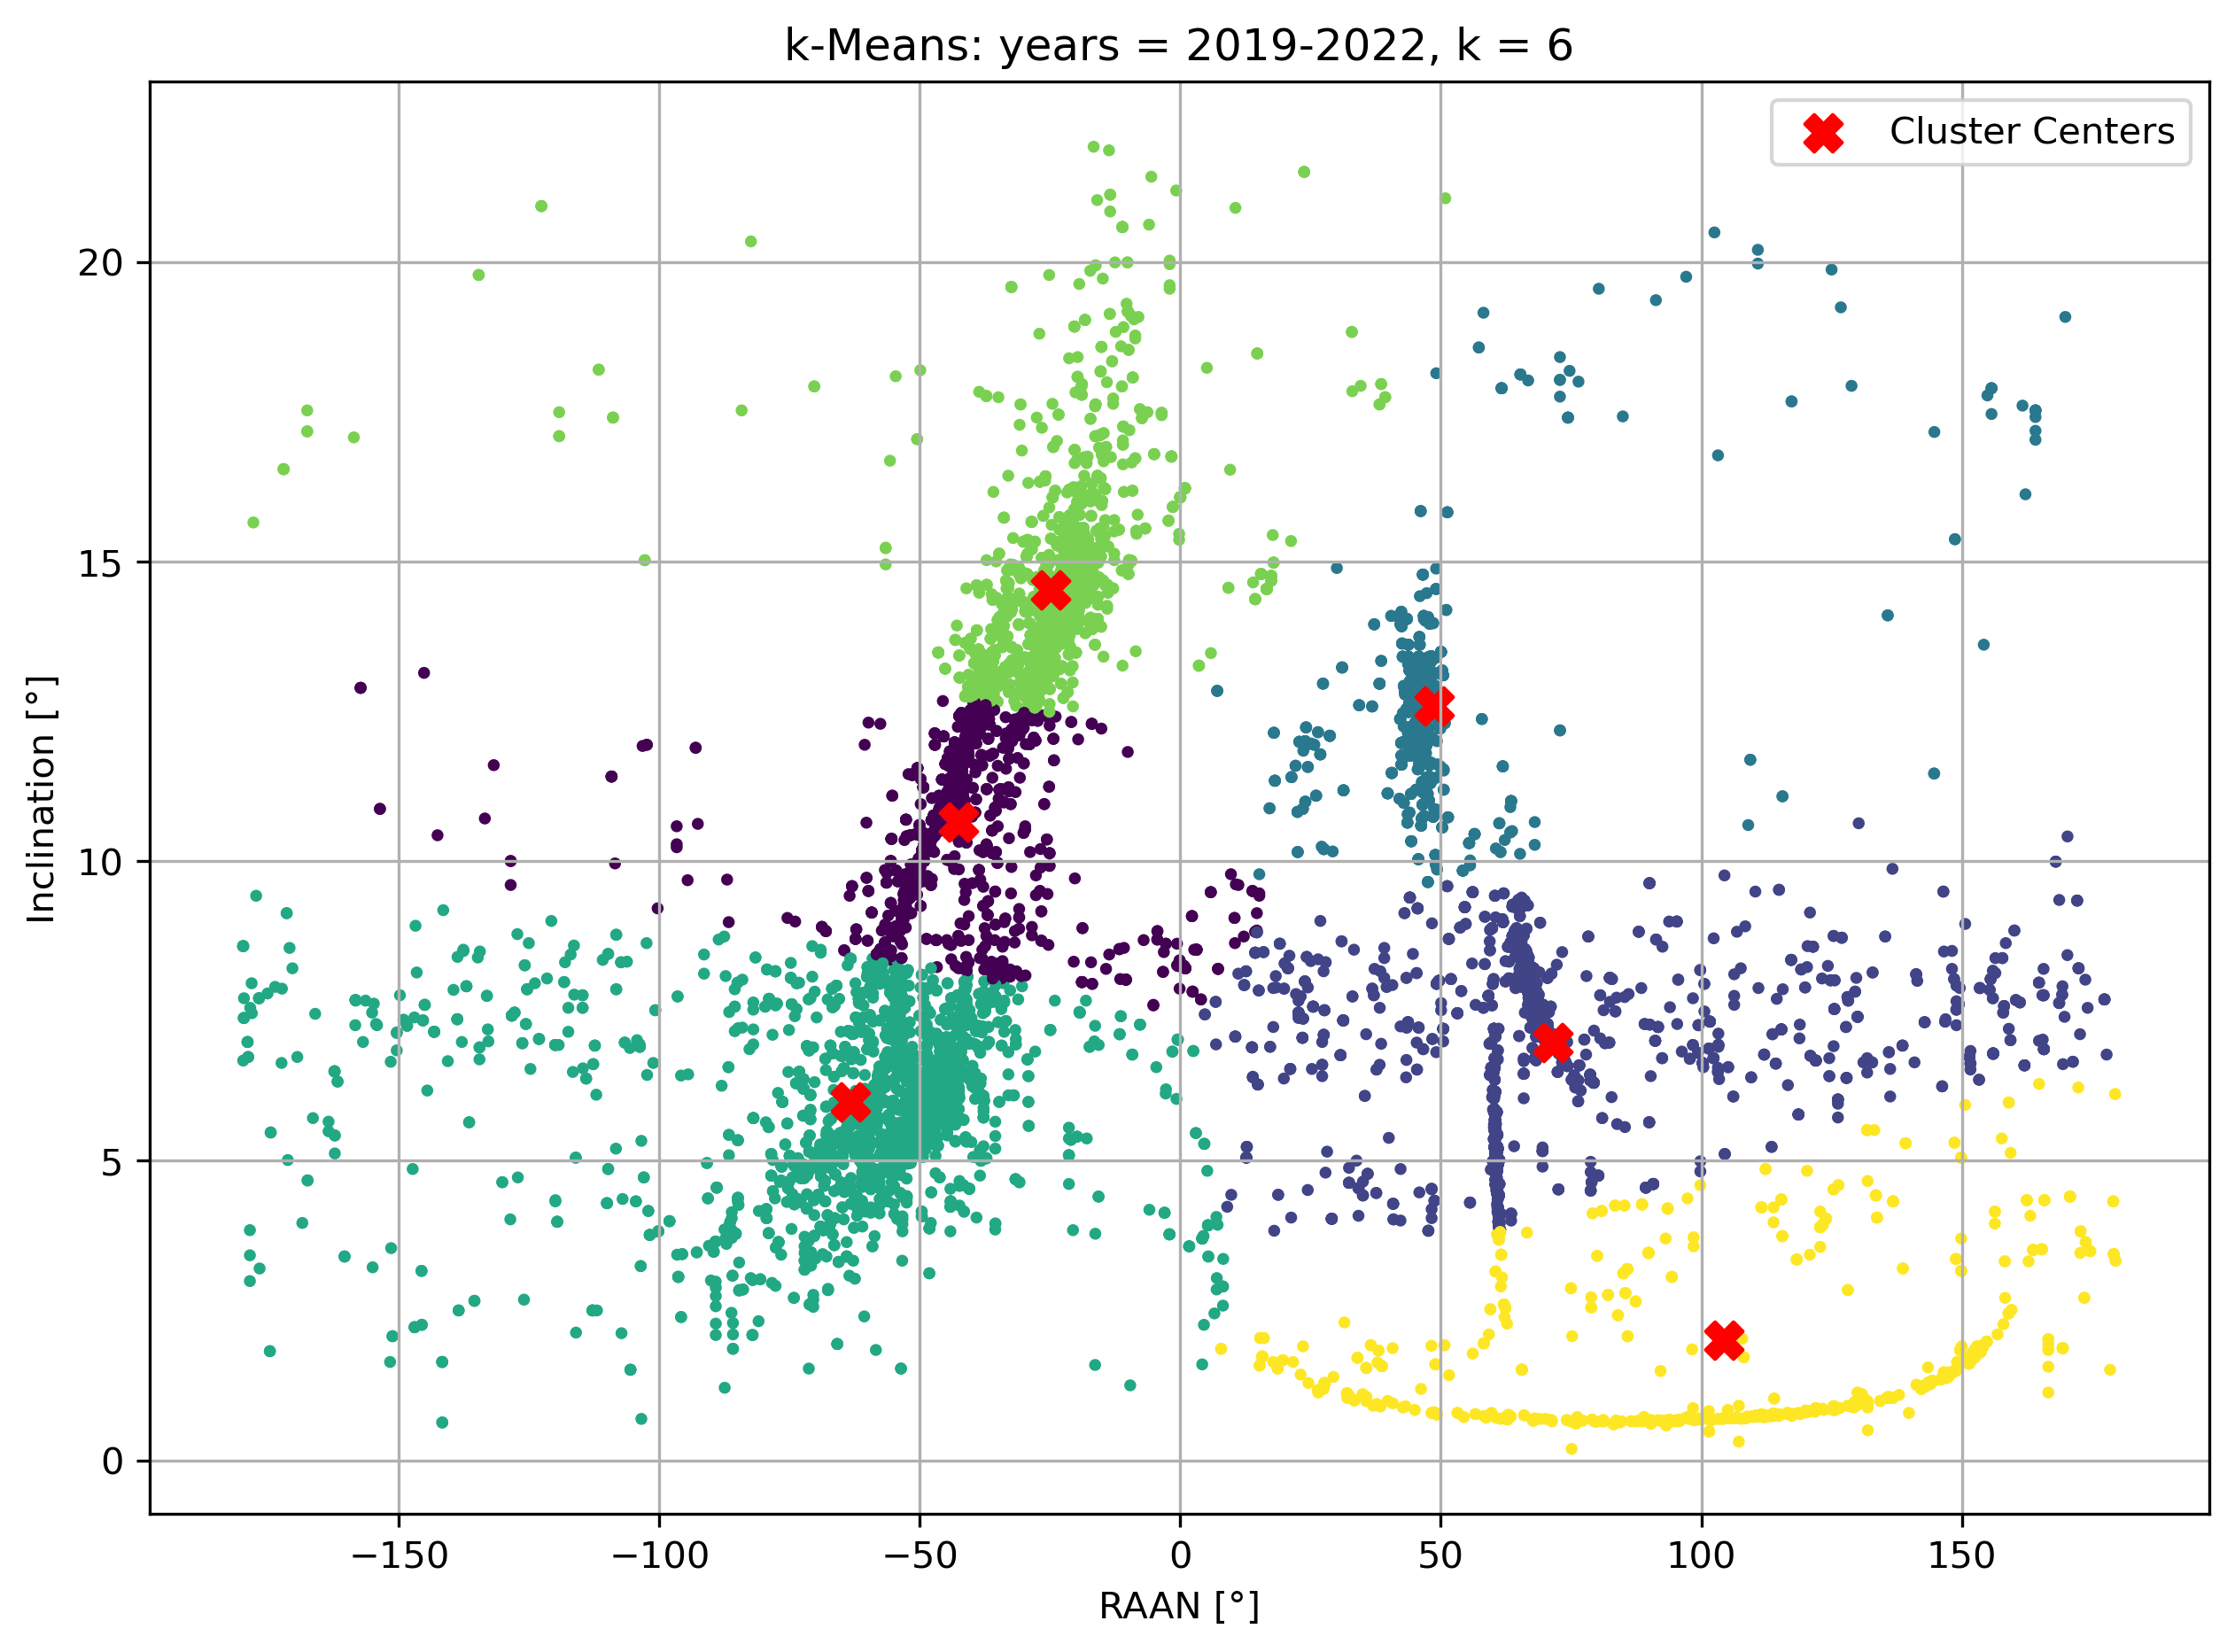 k-Means: years = 2019-2022, k = 6
Cluster Centers
Inclination [°]
20
15
10
5
0
−150 −100 −50 0 50 100 150
RAAN [°]